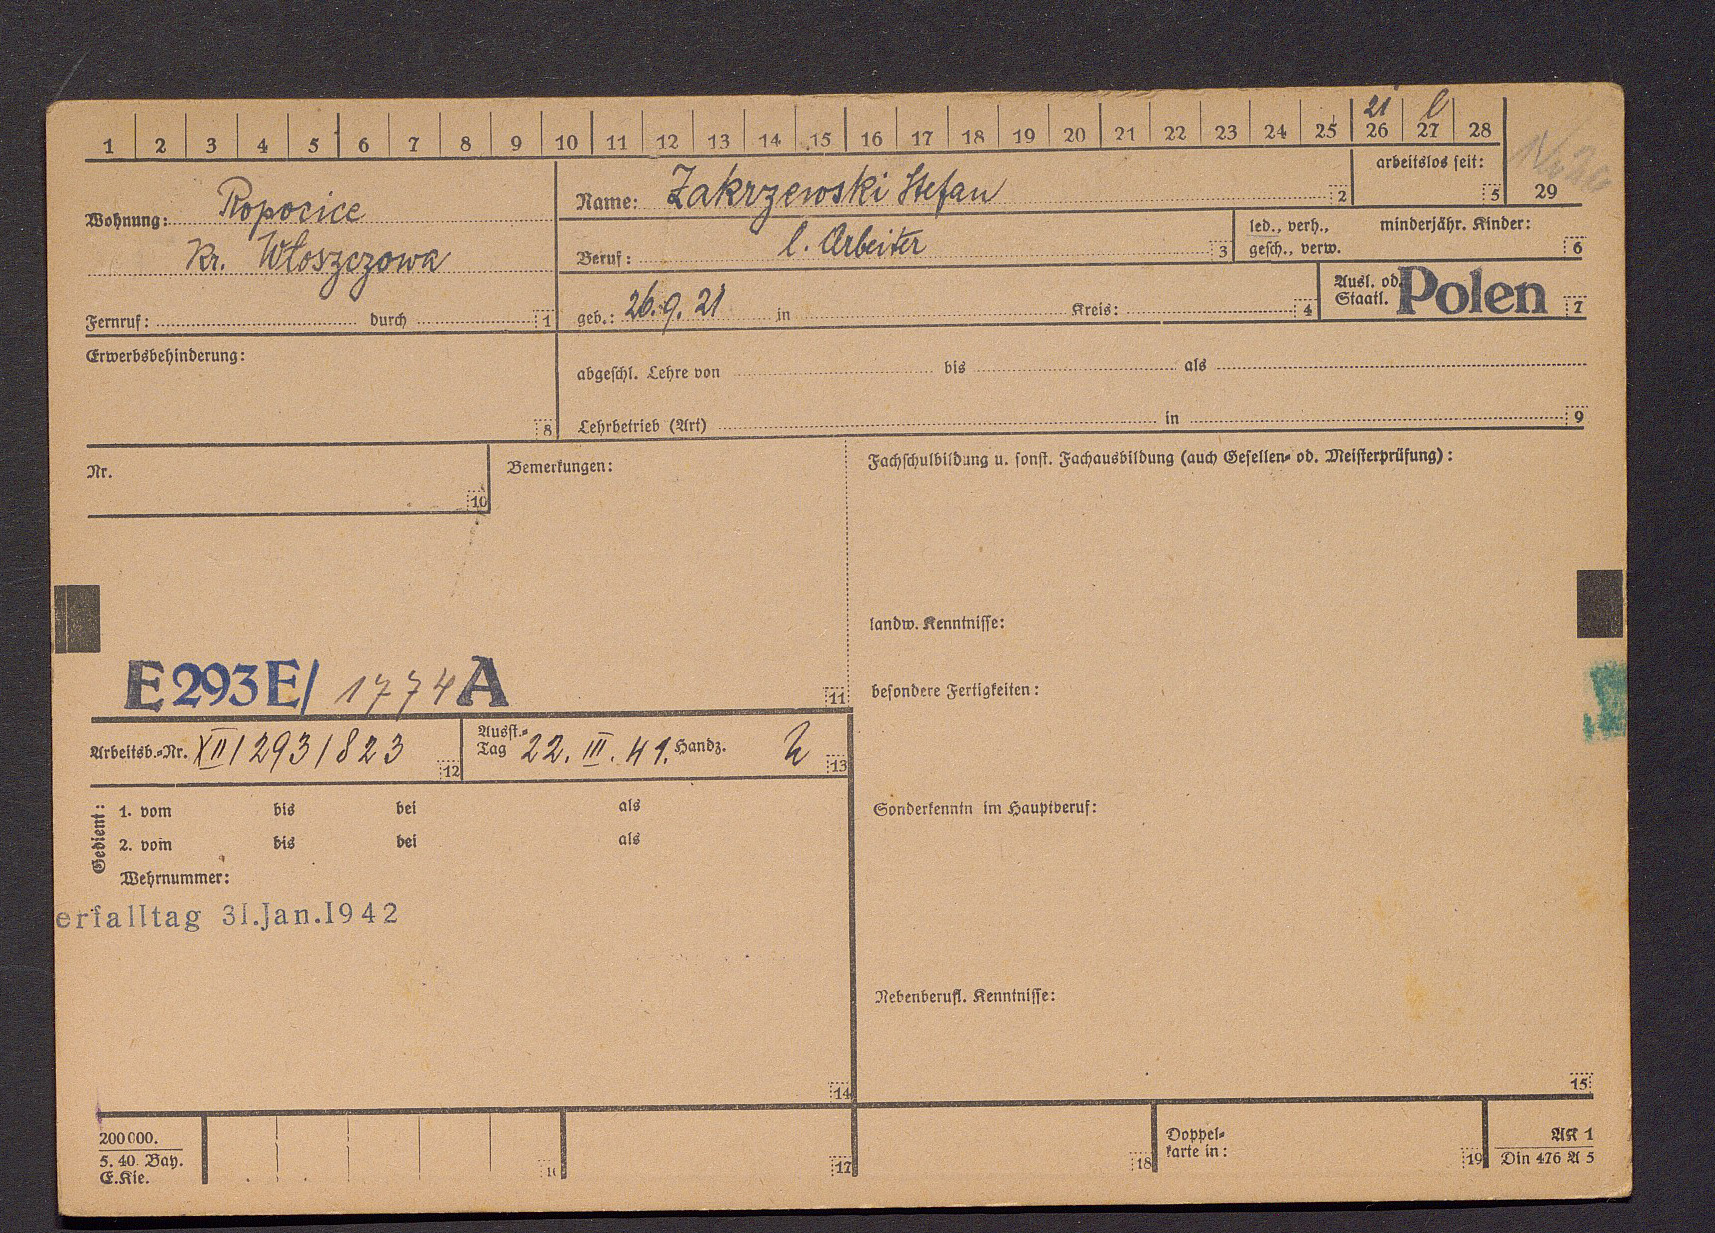 21 l
1 2 3 4 5 6 7 8 9 10 11 12 13 14 15 16 17 18 19 20 21 22 23 24 25 26 27 28
29
arbeitslos seit:
5
Wohnung: Ropocice
Kr. Włoszczowa
Fernruf: durch 1
Name: Zakrzewski Stefan 2
Beruf: l. Arbeiter 3
led., verh.,
gesch., verw.
minderjähr. Kinder:
6
geb.: 26.9.21 in Kreis: 4
Ausl. od.
Staatl. Polen 7
Erwerbsbehinderung:
8
abgeschl. Lehre von bis als
Lehrbetrieb (Art) in 9
Nr.
10
Bemerkungen:
E293E/ 1774 A
11
Fachschulbildung u. sonst. Fachausbildung (auch Gesellen- od. Meisterprüfung):
landw. Kenntnisse:
besondere Fertigkeiten:
Sonderkenntn im Hauptberuf:
Nebenberufl. Kenntnisse:
15
Arbeitsb.-Nr. XII/293/823 12
Ausst.-
Tag 22. III. 41. Handz. 13
Gedient:
1. vom bis bei als
2. vom bis bei als
Wehrnummer:
erfalltag 31.Jan.1942
14
200000.
5. 40. Bay.
E.Kie.
17
18
Doppel-
karte in:
19
AK 1
Din 476 A 5